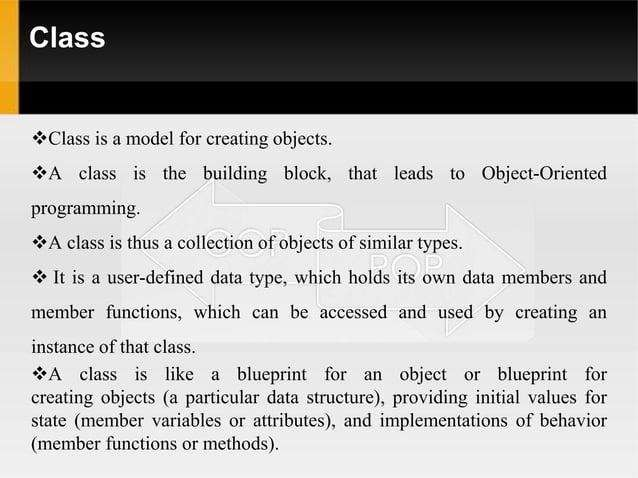 Class
❖Class is a model for creating objects.
❖A class is the building block, that leads to Object-Oriented
programming.
❖A class is thus a collection of objects of similar types.
❖ It is a user-defined data type, which holds its own data members and
member functions, which can be accessed and used by creating an
instance of that class.
❖A class is like a blueprint for an object or blueprint for
creating objects (a particular data structure), providing initial values for
state (member variables or attributes), and implementations of behavior
(member functions or methods).
OOP
POP